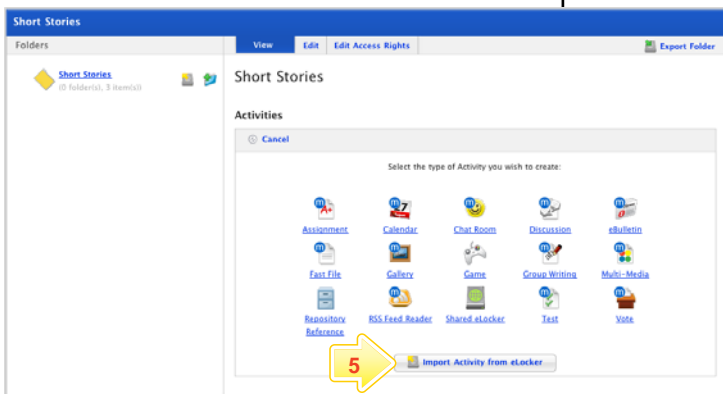 Short Stories
Folders
View Edit Edit Access Rights Export Folder
Short Stories
(0 folder(s), 3 item(s))
Short Stories
Activities
Cancel
Select the type of Activity you wish to create:
Assignment Calendar Chat Room Discussion eBulletin
Fast File Gallery Game Group Writing Multi-Media
Repository Reference RSS Feed Reader Shared eLocker Test Vote
5 Import Activity from eLocker